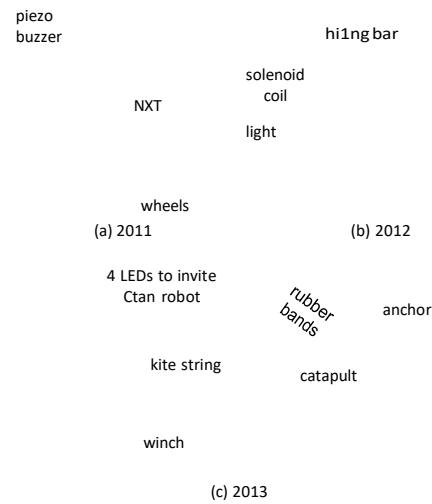 piezo
buzzer
hi1ng bar
solenoid
coil
NXT
light
wheels
(a) 2011
(b) 2012
4 LEDs to invite
Ctan robot
rubber
bands
anchor
kite string
catapult
winch
(c) 2013